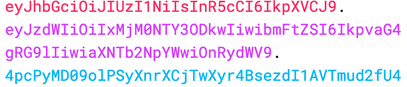 eyJhbGciOiJIUzI1NiIsInR5cCI6IkpXVCJ9.
eyJzdWIiOiIxMjM0NTY3ODkwIiwibmFtZSI6IkpvaG4
gRG9lIiwiaXNTb2NpYWwiOnRydWV9.
4pcPyMD09olPSyXnrXCjTwXyr4BsezdI1AVTmud2fU4